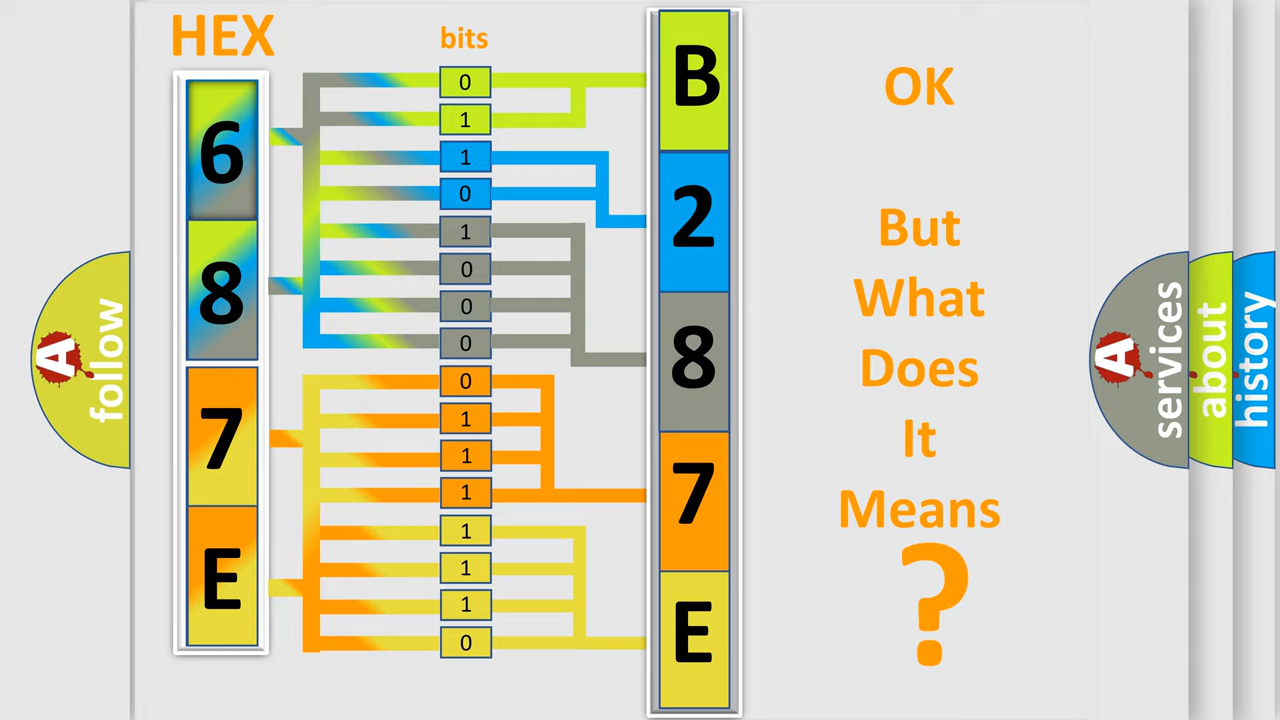 HEX
bits
6
8
7
E
0
1
1
0
1
0
0
0
0
1
1
1
1
1
1
0
B
2
8
7
E
OK
But
What
Does
It
Means
?
A
follow
A
services
about
history